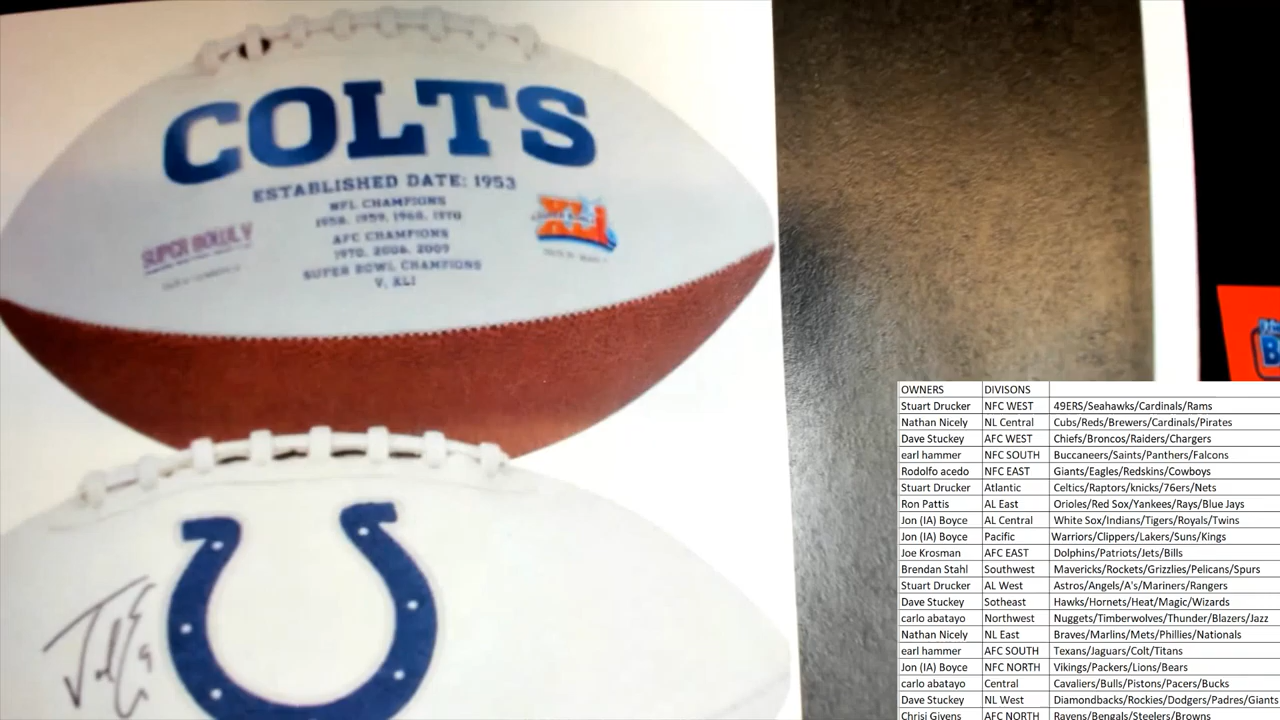 COLTS
ESTABLISHED DATE: 1953
NFL CHAMPIONS
1958, 1959, 1968, 1970
AFC CHAMPIONS
1970, 2006, 2009
SUPER BOWL CHAMPIONS
V, XLI
SUPER BOWL V
XLI
OWNERS DIVISONS
Stuart Drucker NFC WEST 49ERS/Seahawks/Cardinals/Rams
Nathan Nicely NL Central Cubs/Reds/Brewers/Cardinals/Pirates
Dave Stuckey AFC WEST Chiefs/Broncos/Raiders/Chargers
earl hammer NFC SOUTH Buccaneers/Saints/Panthers/Falcons
Rodolfo acedo NFC EAST Giants/Eagles/Redskins/Cowboys
Stuart Drucker Atlantic Celtics/Raptors/knicks/76ers/Nets
Ron Pattis AL East Orioles/Red Sox/Yankees/Rays/Blue Jays
Jon (IA) Boyce AL Central White Sox/Indians/Tigers/Royals/Twins
Jon (IA) Boyce Pacific Warriors/Clippers/Lakers/Suns/Kings
Joe Krosman AFC EAST Dolphins/Patriots/Jets/Bills
Brendan Stahl Southwest Mavericks/Rockets/Grizzlies/Pelicans/Spurs
Stuart Drucker AL West Astros/Angels/A's/Mariners/Rangers
Dave Stuckey Sotheast Hawks/Hornets/Heat/Magic/Wizards
carlo abatayo Northwest Nuggets/Timberwolves/Thunder/Blazers/Jazz
Nathan Nicely NL East Braves/Marlins/Mets/Phillies/Nationals
earl hammer AFC SOUTH Texans/Jaguars/Colt/Titans
Jon (IA) Boyce NFC NORTH Vikings/Packers/Lions/Bears
carlo abatayo Central Cavaliers/Bulls/Pistons/Pacers/Bucks
Dave Stuckey NL West Diamondbacks/Rockies/Dodgers/Padres/Giants
Chrisi Givens AFC NORTH Ravens/Bengals/Steelers/Browns